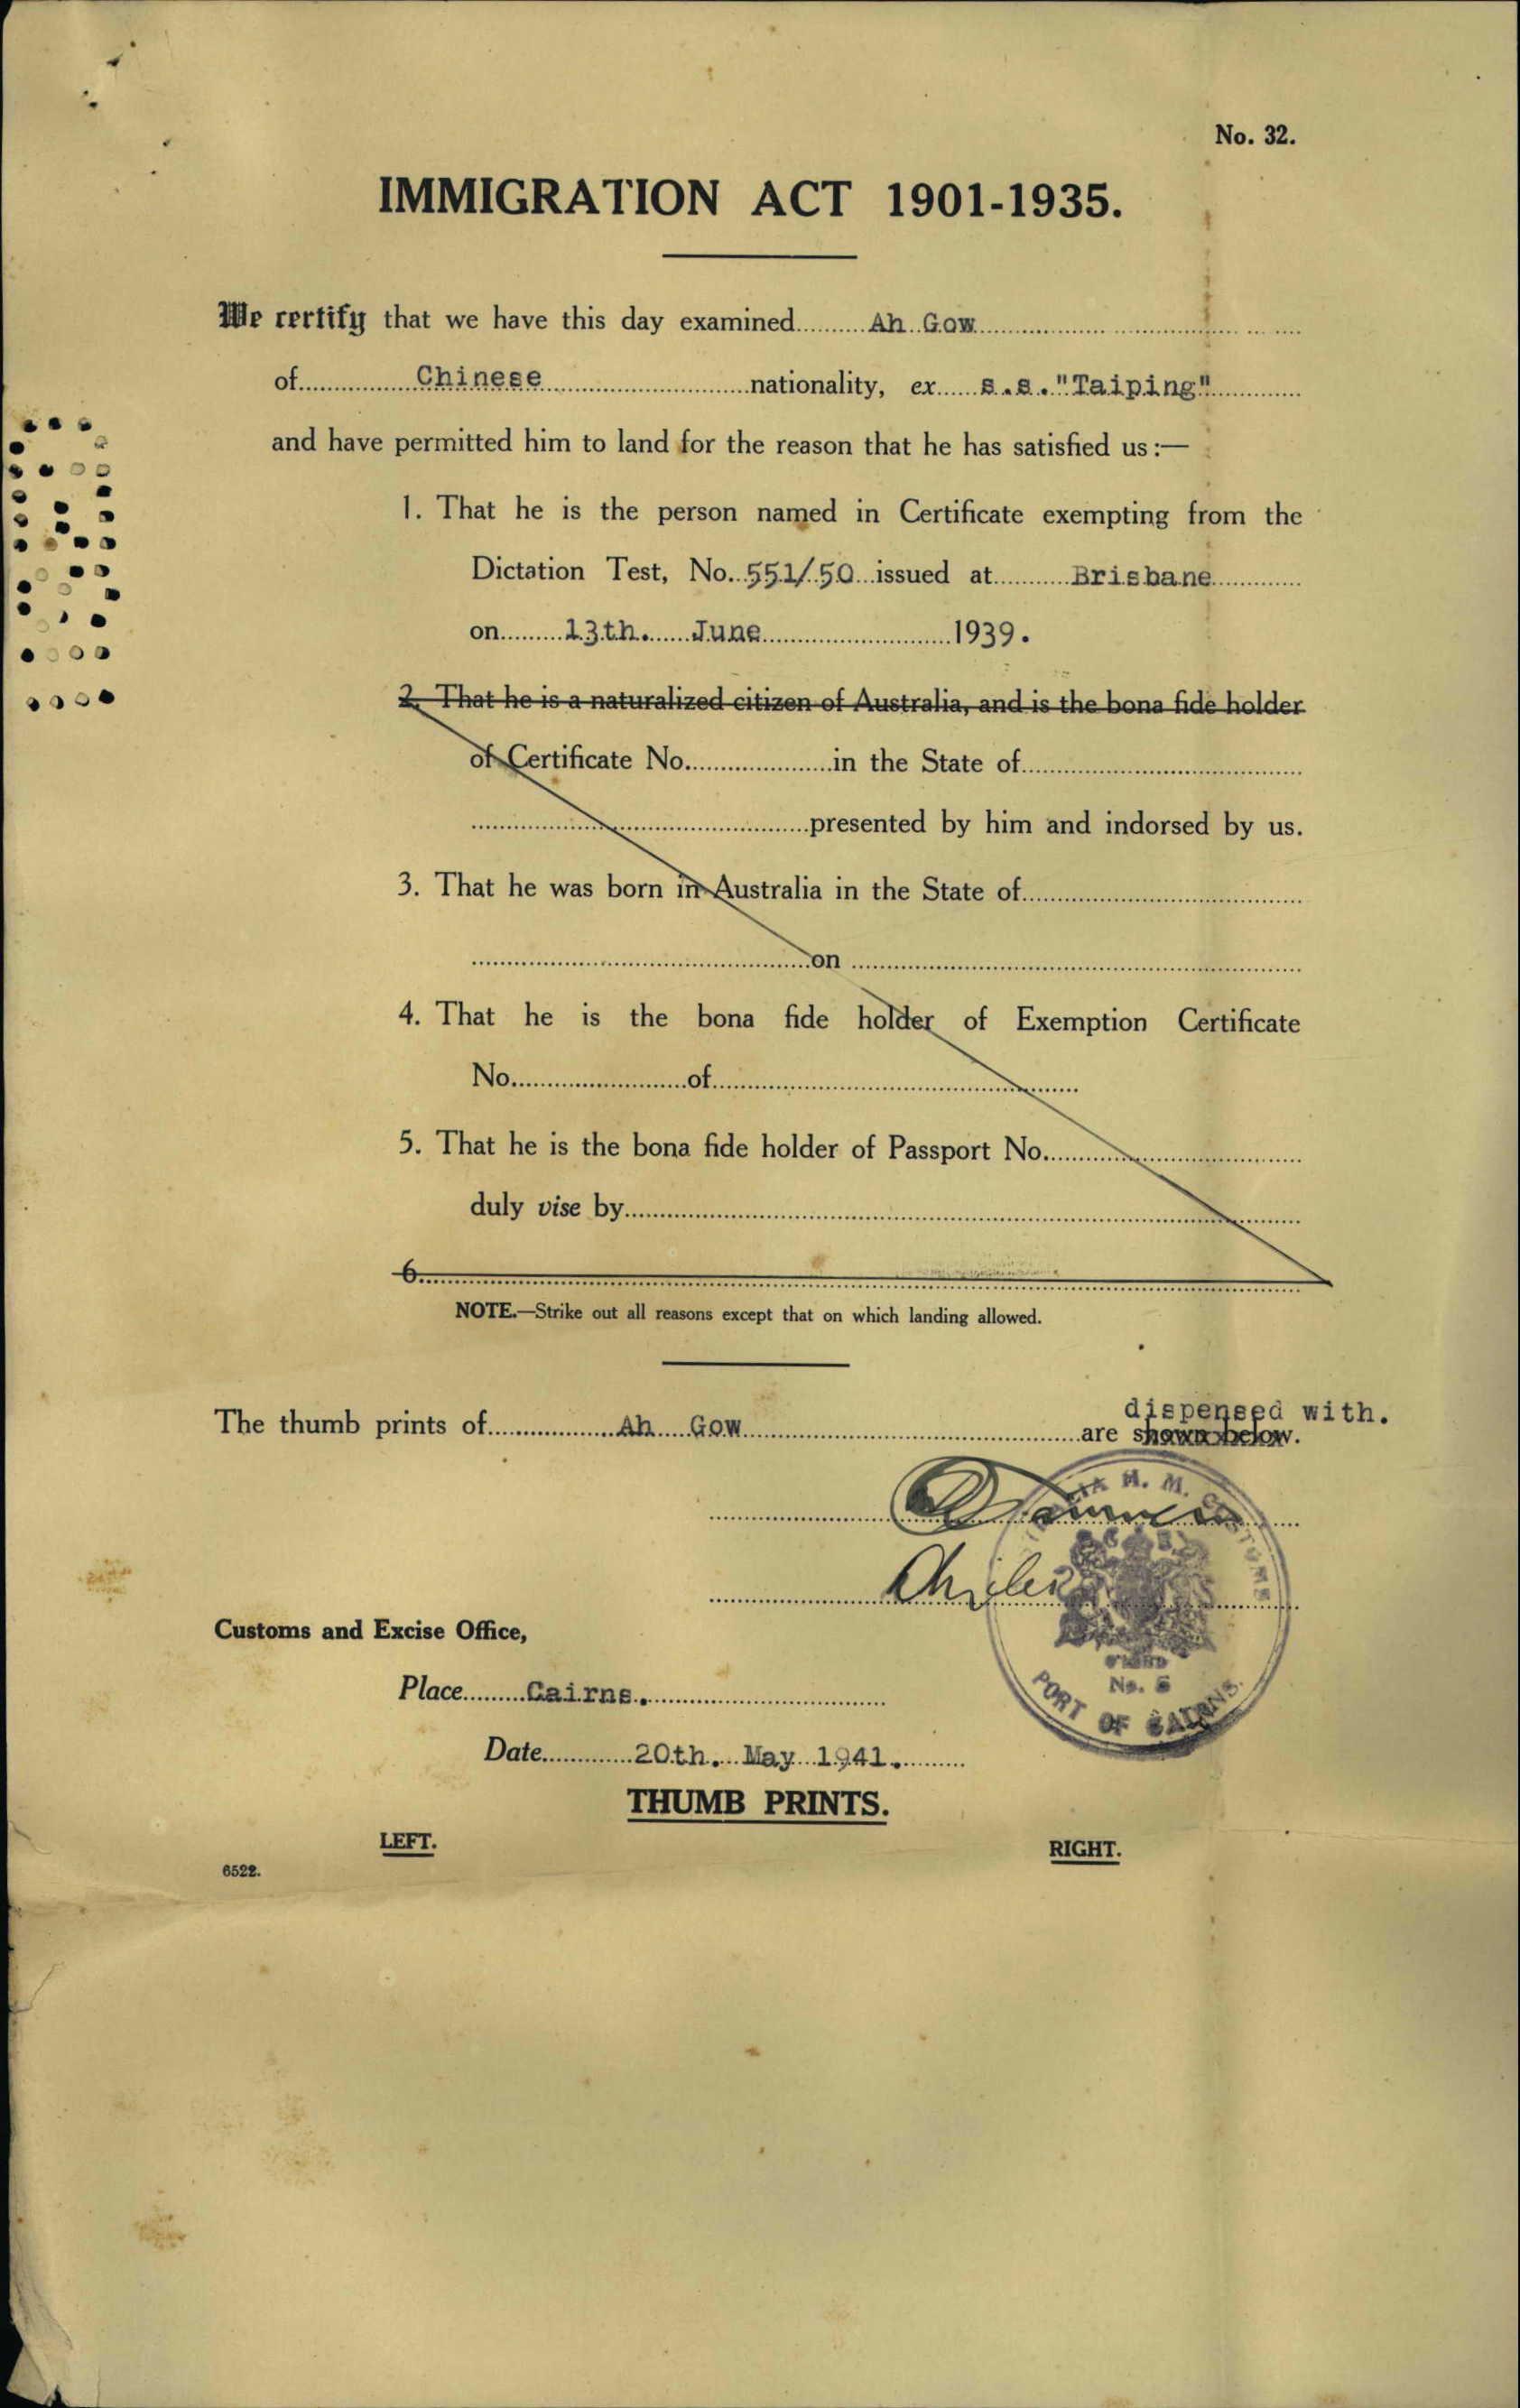 No. 32.
IMMIGRATION ACT 1901-1935.
We certify that we have this day examined Ah Gow
of Chinese nationality, ex s.s."Taiping"
and have permitted him to land for the reason that he has satisfied us:—
1. That he is the person named in Certificate exempting from the
Dictation Test, No. 551/50 issued at Brisbane
on 13th. June 1939.
2. That he is a naturalized citizen of Australia, and is the bona fide holder
of Certificate No. in the State of
presented by him and indorsed by us.
3. That he was born in Australia in the State of
on
4. That he is the bona fide holder of Exemption Certificate
No. of
5. That he is the bona fide holder of Passport No.
duly vise by
6.
NOTE.—Strike out all reasons except that on which landing allowed.
dispensed with.
The thumb prints of Ah Gow are shown below.
H. M. CUSTOMS
No. 5
PORT OF CAIRNS.
Customs and Excise Office,
Place Cairns.
Date 20th. May 1941.
THUMB PRINTS.
LEFT.
RIGHT.
6522.